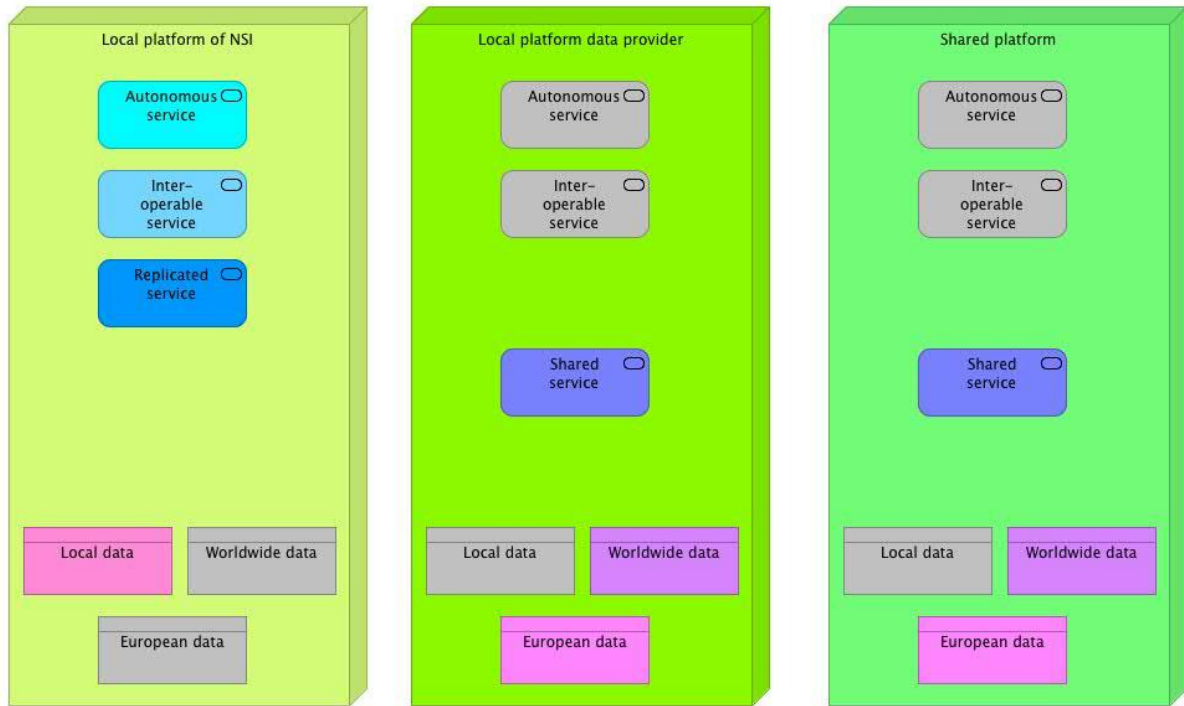 Local platform of NSI
Autonomous
service
Inter-
operable
service
Replicated
service
Local data
Worldwide data
European data
Local platform data provider
Autonomous
service
Inter-
operable
service
Shared
service
Local data
Worldwide data
European data
Shared platform
Autonomous
service
Inter-
operable
service
Shared
service
Local data
Worldwide data
European data